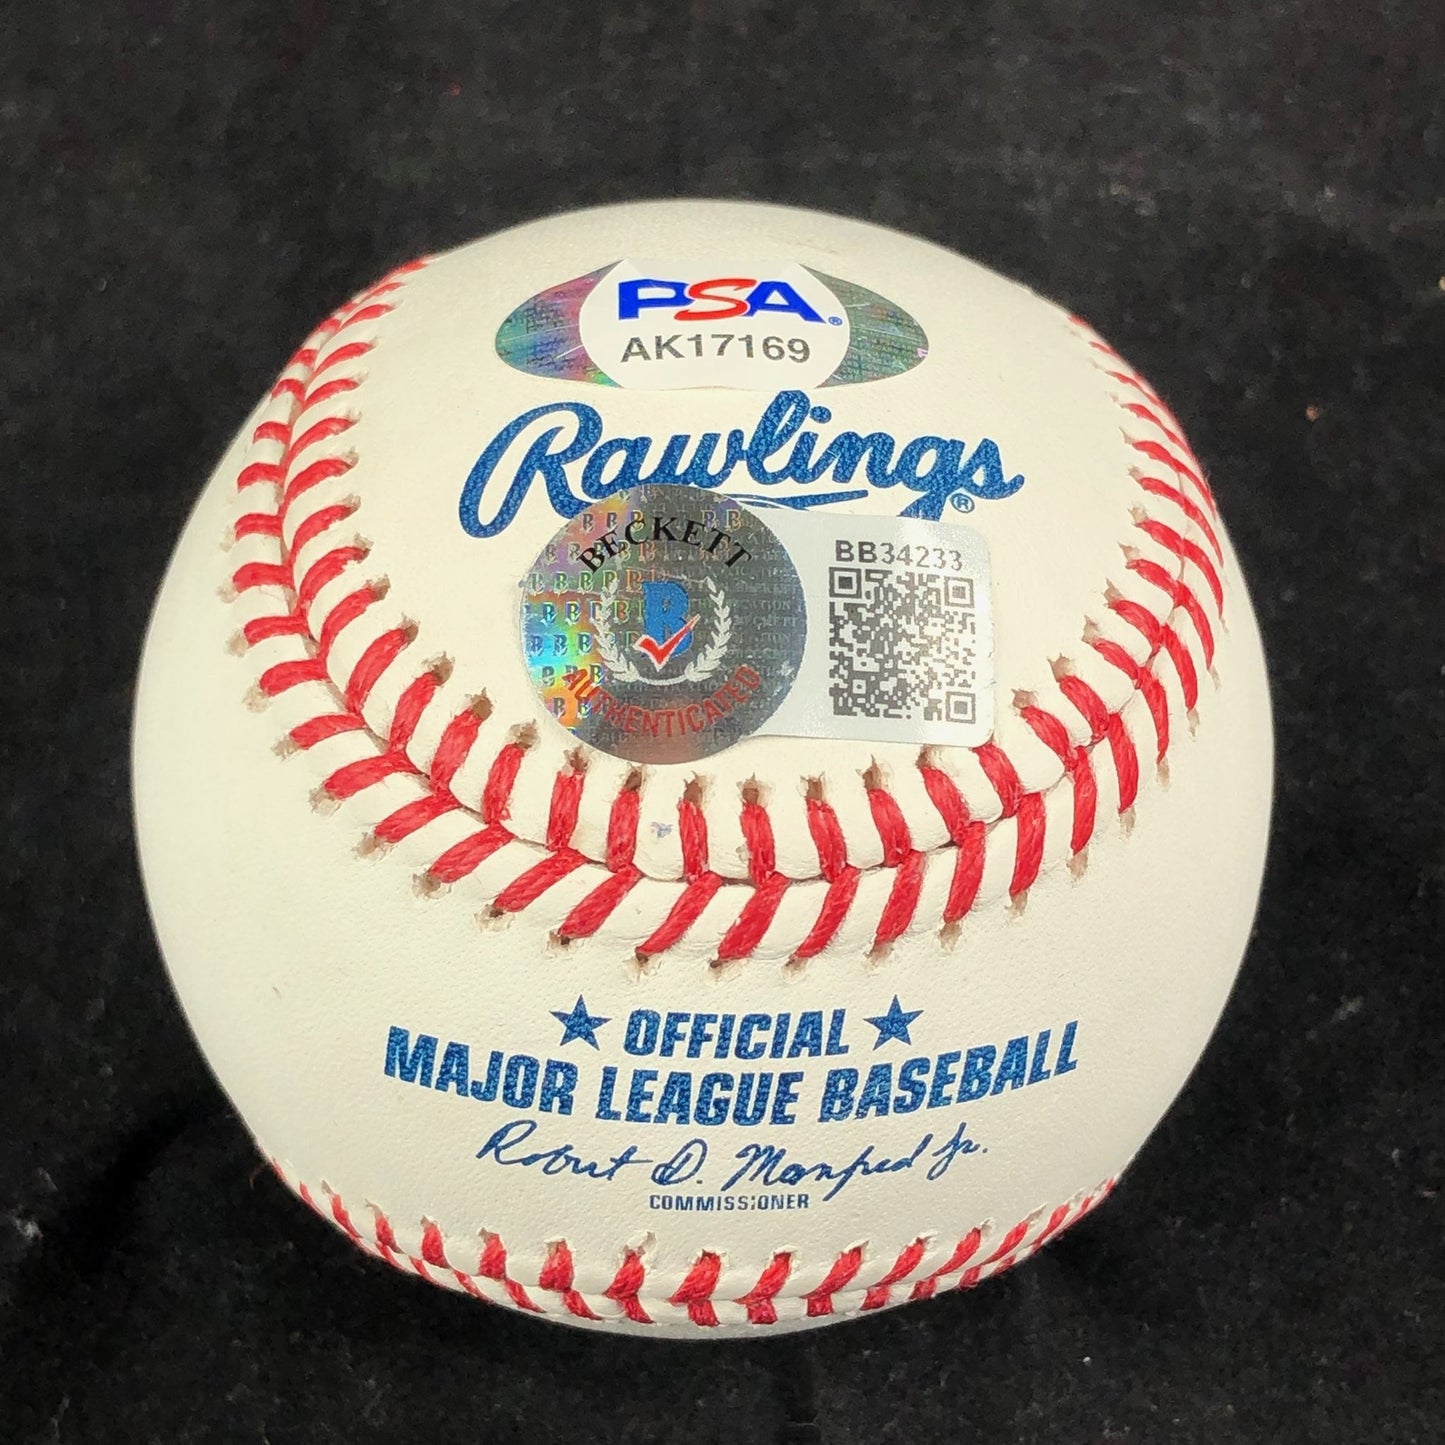 PSA®
AK17169
Rawlings®
BECKETT
B
AUTHENTICATED
BB34233
★ OFFICIAL ★
MAJOR LEAGUE BASEBALL
Robert D. Manfred Jr.
COMMISSIONER